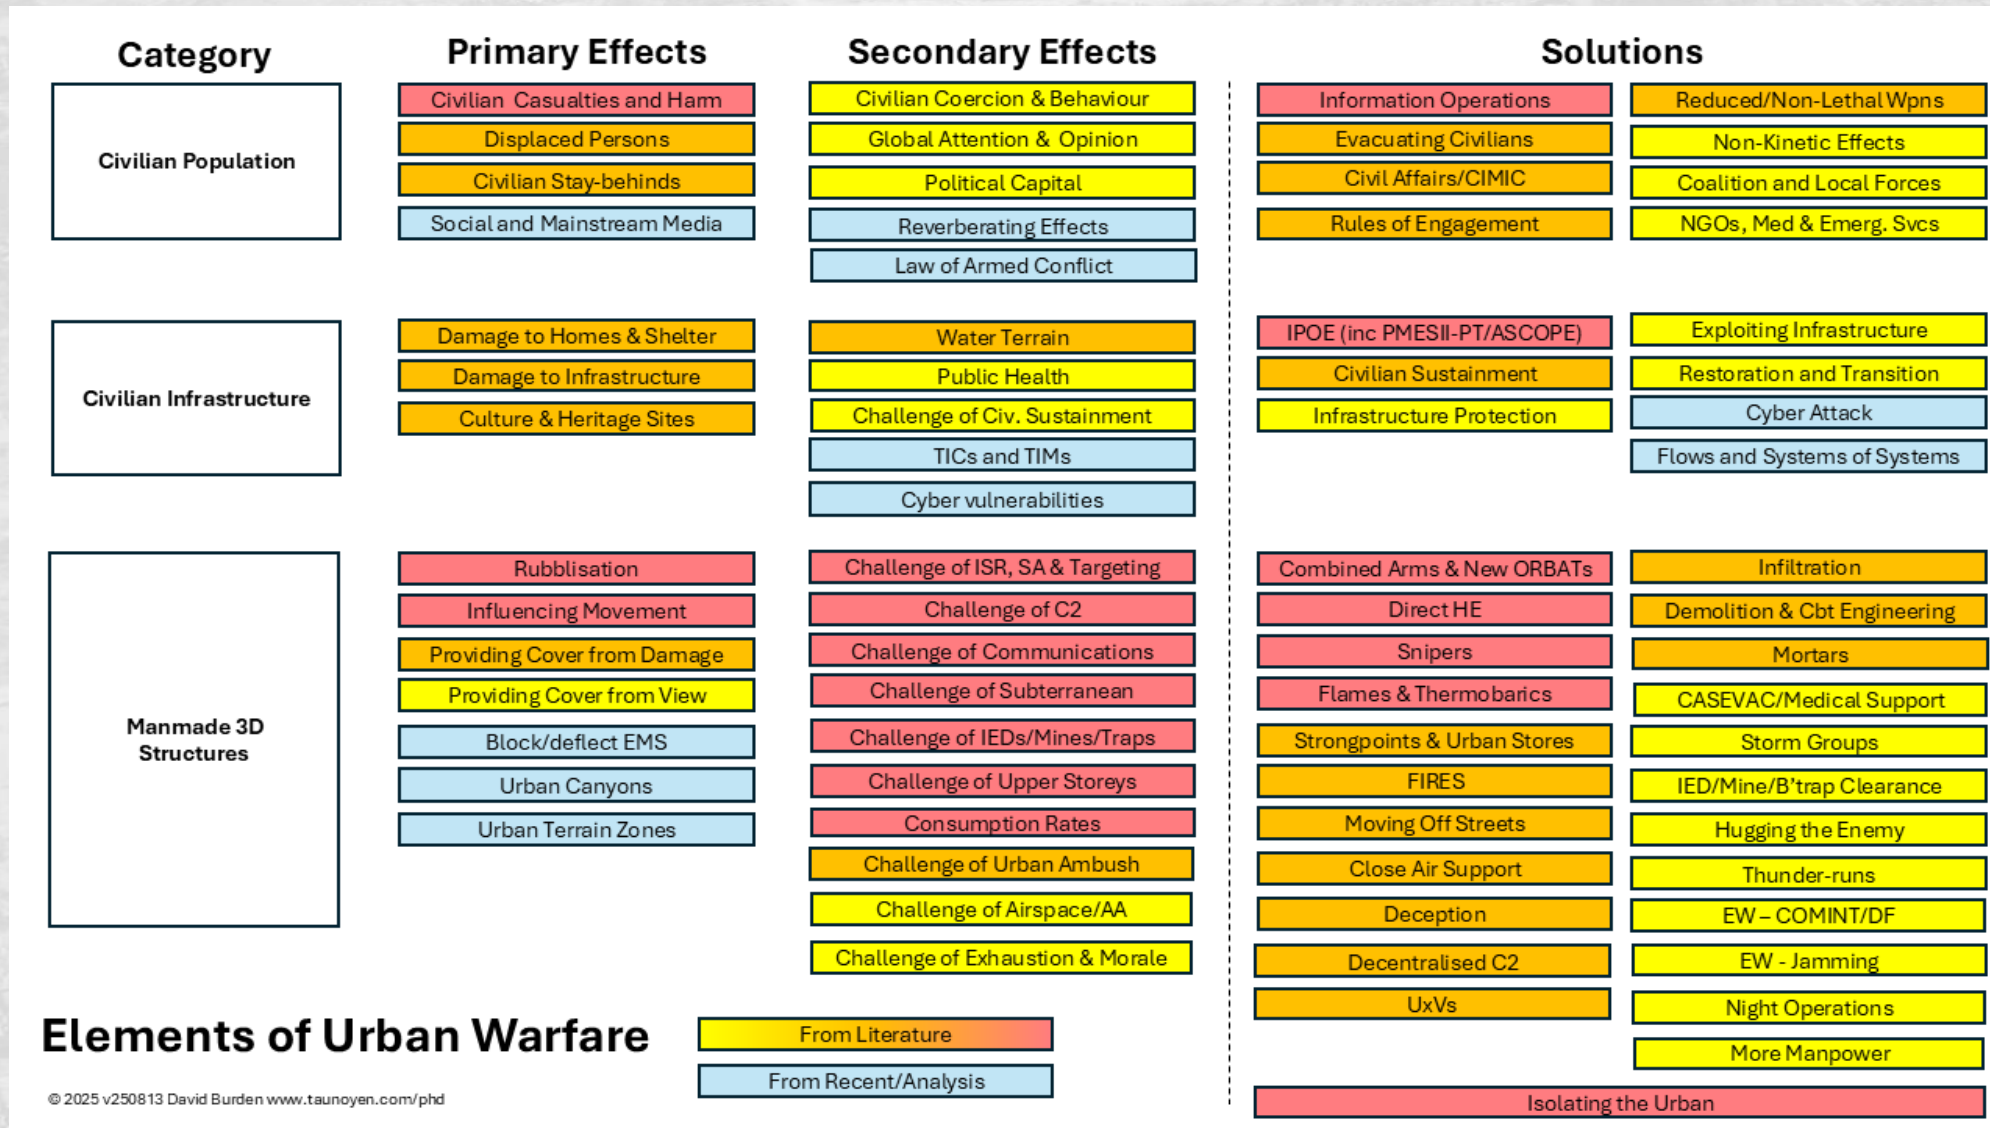 Category
Primary Effects
Secondary Effects
Solutions
Civilian Population
Civilian Casualties and Harm
Displaced Persons
Civilian Stay-behinds
Social and Mainstream Media
Civilian Coercion & Behaviour
Global Attention & Opinion
Political Capital
Reverberating Effects
Law of Armed Conflict
Information Operations
Evacuating Civilians
Civil Affairs/CIMIC
Rules of Engagement
Reduced/Non-Lethal Wpns
Non-Kinetic Effects
Coalition and Local Forces
NGOs, Med & Emerg. Svcs
Civilian Infrastructure
Damage to Homes & Shelter
Damage to Infrastructure
Culture & Heritage Sites
Water Terrain
Public Health
Challenge of Civ. Sustainment
TICs and TIMs
Cyber vulnerabilities
IPOE (inc PMESII-PT/ASCOPE)
Civilian Sustainment
Infrastructure Protection
Exploiting Infrastructure
Restoration and Transition
Cyber Attack
Flows and Systems of Systems
Manmade 3D
Structures
Rubblisation
Influencing Movement
Providing Cover from Damage
Providing Cover from View
Block/deflect EMS
Urban Canyons
Urban Terrain Zones
Challenge of ISR, SA & Targeting
Challenge of C2
Challenge of Communications
Challenge of Subterranean
Challenge of IEDs/Mines/Traps
Challenge of Upper Storeys
Consumption Rates
Challenge of Urban Ambush
Challenge of Airspace/AA
Challenge of Exhaustion & Morale
Combined Arms & New ORBATs
Direct HE
Snipers
Flames & Thermobarics
Strongpoints & Urban Stores
FIRES
Moving Off Streets
Close Air Support
Deception
Decentralised C2
UxVs
Infiltration
Demolition & Cbt Engineering
Mortars
CASEVAC/Medical Support
Storm Groups
IED/Mine/B'trap Clearance
Hugging the Enemy
Thunder-runs
EW – COMINT/DF
EW - Jamming
Night Operations
More Manpower
Isolating the Urban
Elements of Urban Warfare
From Literature
From Recent/Analysis
© 2025 v250813 David Burden www.taunoyen.com/phd